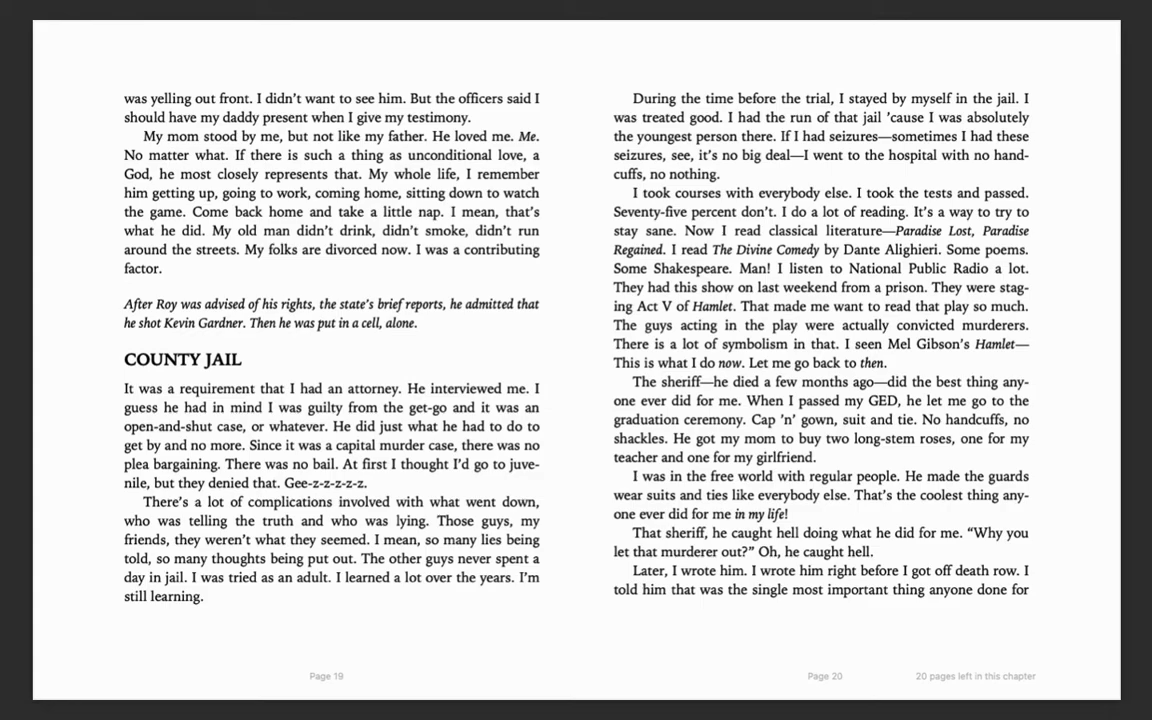 was yelling out front. I didn’t want to see him. But the officers said I
should have my daddy present when I give my testimony.
My mom stood by me, but not like my father. He loved me. Me.
No matter what. If there is such a thing as unconditional love, a
God, he most closely represents that. My whole life, I remember
him getting up, going to work, coming home, sitting down to watch
the game. Come back home and take a little nap. I mean, that’s
what he did. My old man didn’t drink, didn’t smoke, didn’t run
around the streets. My folks are divorced now. I was a contributing
factor.
After Roy was advised of his rights, the state’s brief reports, he admitted that
he shot Kevin Gardner. Then he was put in a cell, alone.
COUNTY JAIL
It was a requirement that I had an attorney. He interviewed me. I
guess he had in mind I was guilty from the get-go and it was an
open-and-shut case, or whatever. He did just what he had to do to
get by and no more. Since it was a capital murder case, there was no
plea bargaining. There was no bail. At first I thought I’d go to juve-
nile, but they denied that. Gee-z-z-z-z-z.
There’s a lot of complications involved with what went down,
who was telling the truth and who was lying. Those guys, my
friends, they weren’t what they seemed. I mean, so many lies being
told, so many thoughts being put out. The other guys never spent a
day in jail. I was tried as an adult. I learned a lot over the years. I’m
still learning.
Page 19
During the time before the trial, I stayed by myself in the jail. I
was treated good. I had the run of that jail ’cause I was absolutely
the youngest person there. If I had seizures—sometimes I had these
seizures, see, it’s no big deal—I went to the hospital with no hand-
cuffs, no nothing.
I took courses with everybody else. I took the tests and passed.
Seventy-five percent don’t. I do a lot of reading. It’s a way to try to
stay sane. Now I read classical literature—Paradise Lost, Paradise
Regained. I read The Divine Comedy by Dante Alighieri. Some poems.
Some Shakespeare. Man! I listen to National Public Radio a lot.
They had this show on last weekend from a prison. They were stag-
ing Act V of Hamlet. That made me want to read that play so much.
The guys acting in the play were actually convicted murderers.
There is a lot of symbolism in that. I seen Mel Gibson’s Hamlet—
This is what I do now. Let me go back to then.
The sheriff—he died a few months ago—did the best thing any-
one ever did for me. When I passed my GED, he let me go to the
graduation ceremony. Cap ’n’ gown, suit and tie. No handcuffs, no
shackles. He got my mom to buy two long-stem roses, one for my
teacher and one for my girlfriend.
I was in the free world with regular people. He made the guards
wear suits and ties like everybody else. That’s the coolest thing any-
one ever did for me in my life!
That sheriff, he caught hell doing what he did for me. “Why you
let that murderer out?” Oh, he caught hell.
Later, I wrote him. I wrote him right before I got off death row. I
told him that was the single most important thing anyone done for
Page 20
20 pages left in this chapter